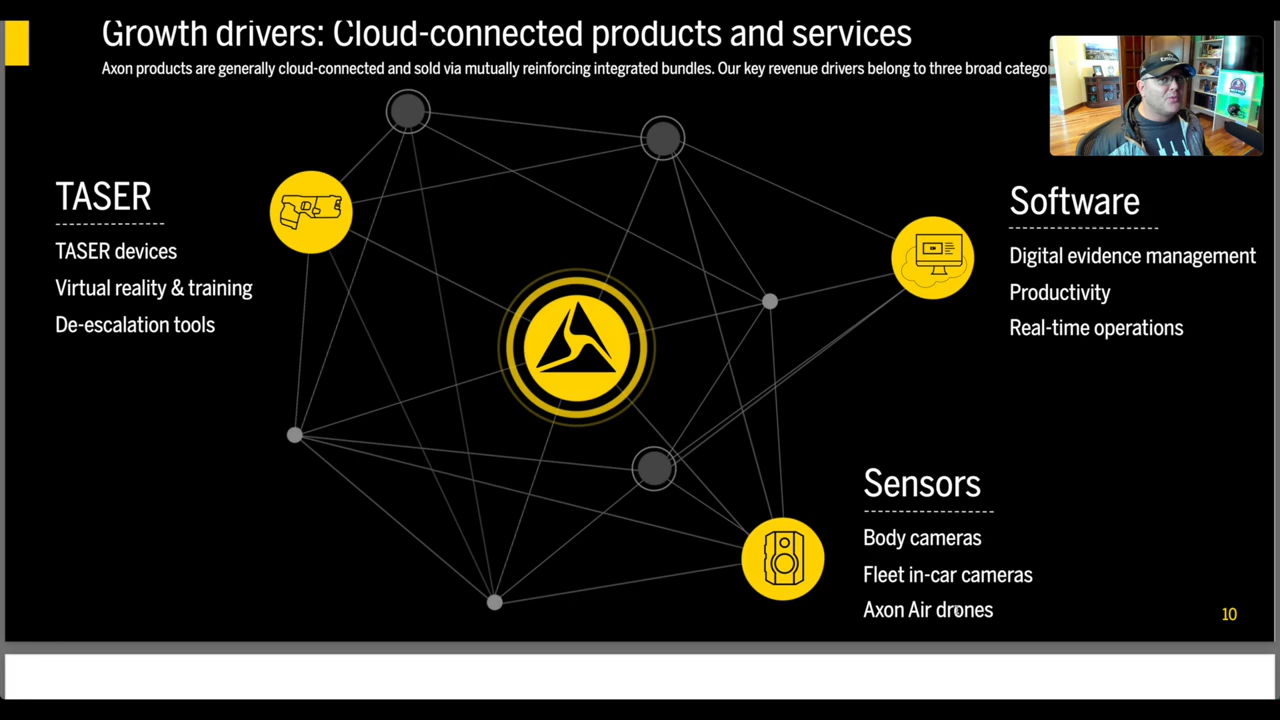 Growth drivers: Cloud-connected products and services
Axon products are generally cloud-connected and sold via mutually reinforcing integrated bundles. Our key revenue drivers belong to three broad catego
TASER
TASER devices
Virtual reality & training
De-escalation tools
Software
Digital evidence management
Productivity
Real-time operations
Sensors
Body cameras
Fleet in-car cameras
Axon Air drones
10